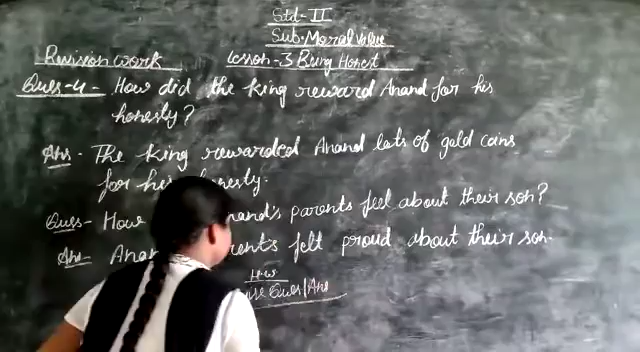 Std- II
Sub- Moral Value
Revision work Lesson-3 Being Honest
Ques-4- How did the king reward Anand for his
honesty?
Ans- The king rewarded Anand lots of gold coins
for his honesty.
Ques- How parents feel about their son?
Ans- felt proud about their son.
H.W
Ques/Ans